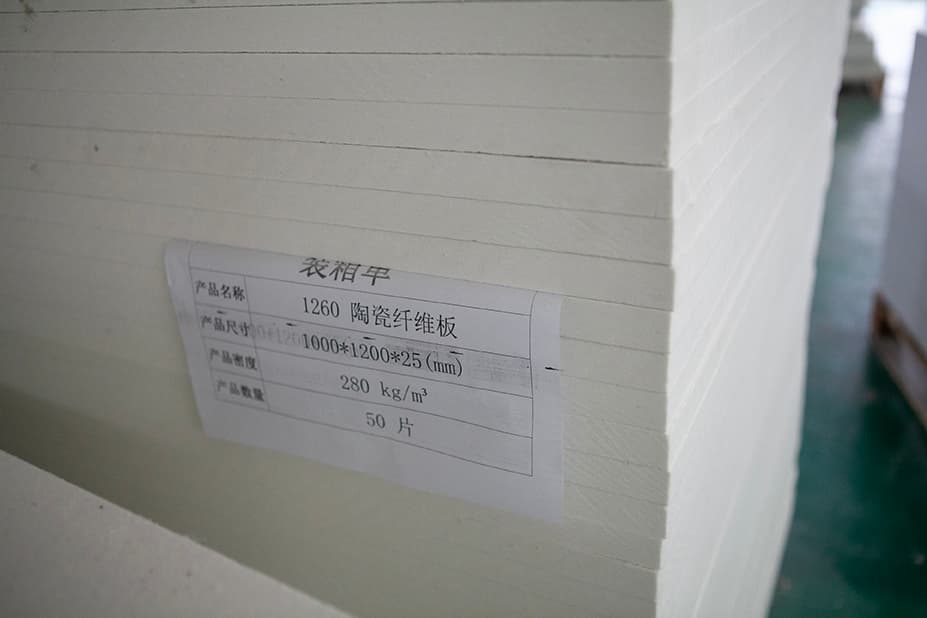 装箱单
产品名称 1260 陶瓷纤维板
产品尺寸 1000*1200*25(mm)
产品密度 280 kg/m³
产品数量 50 片